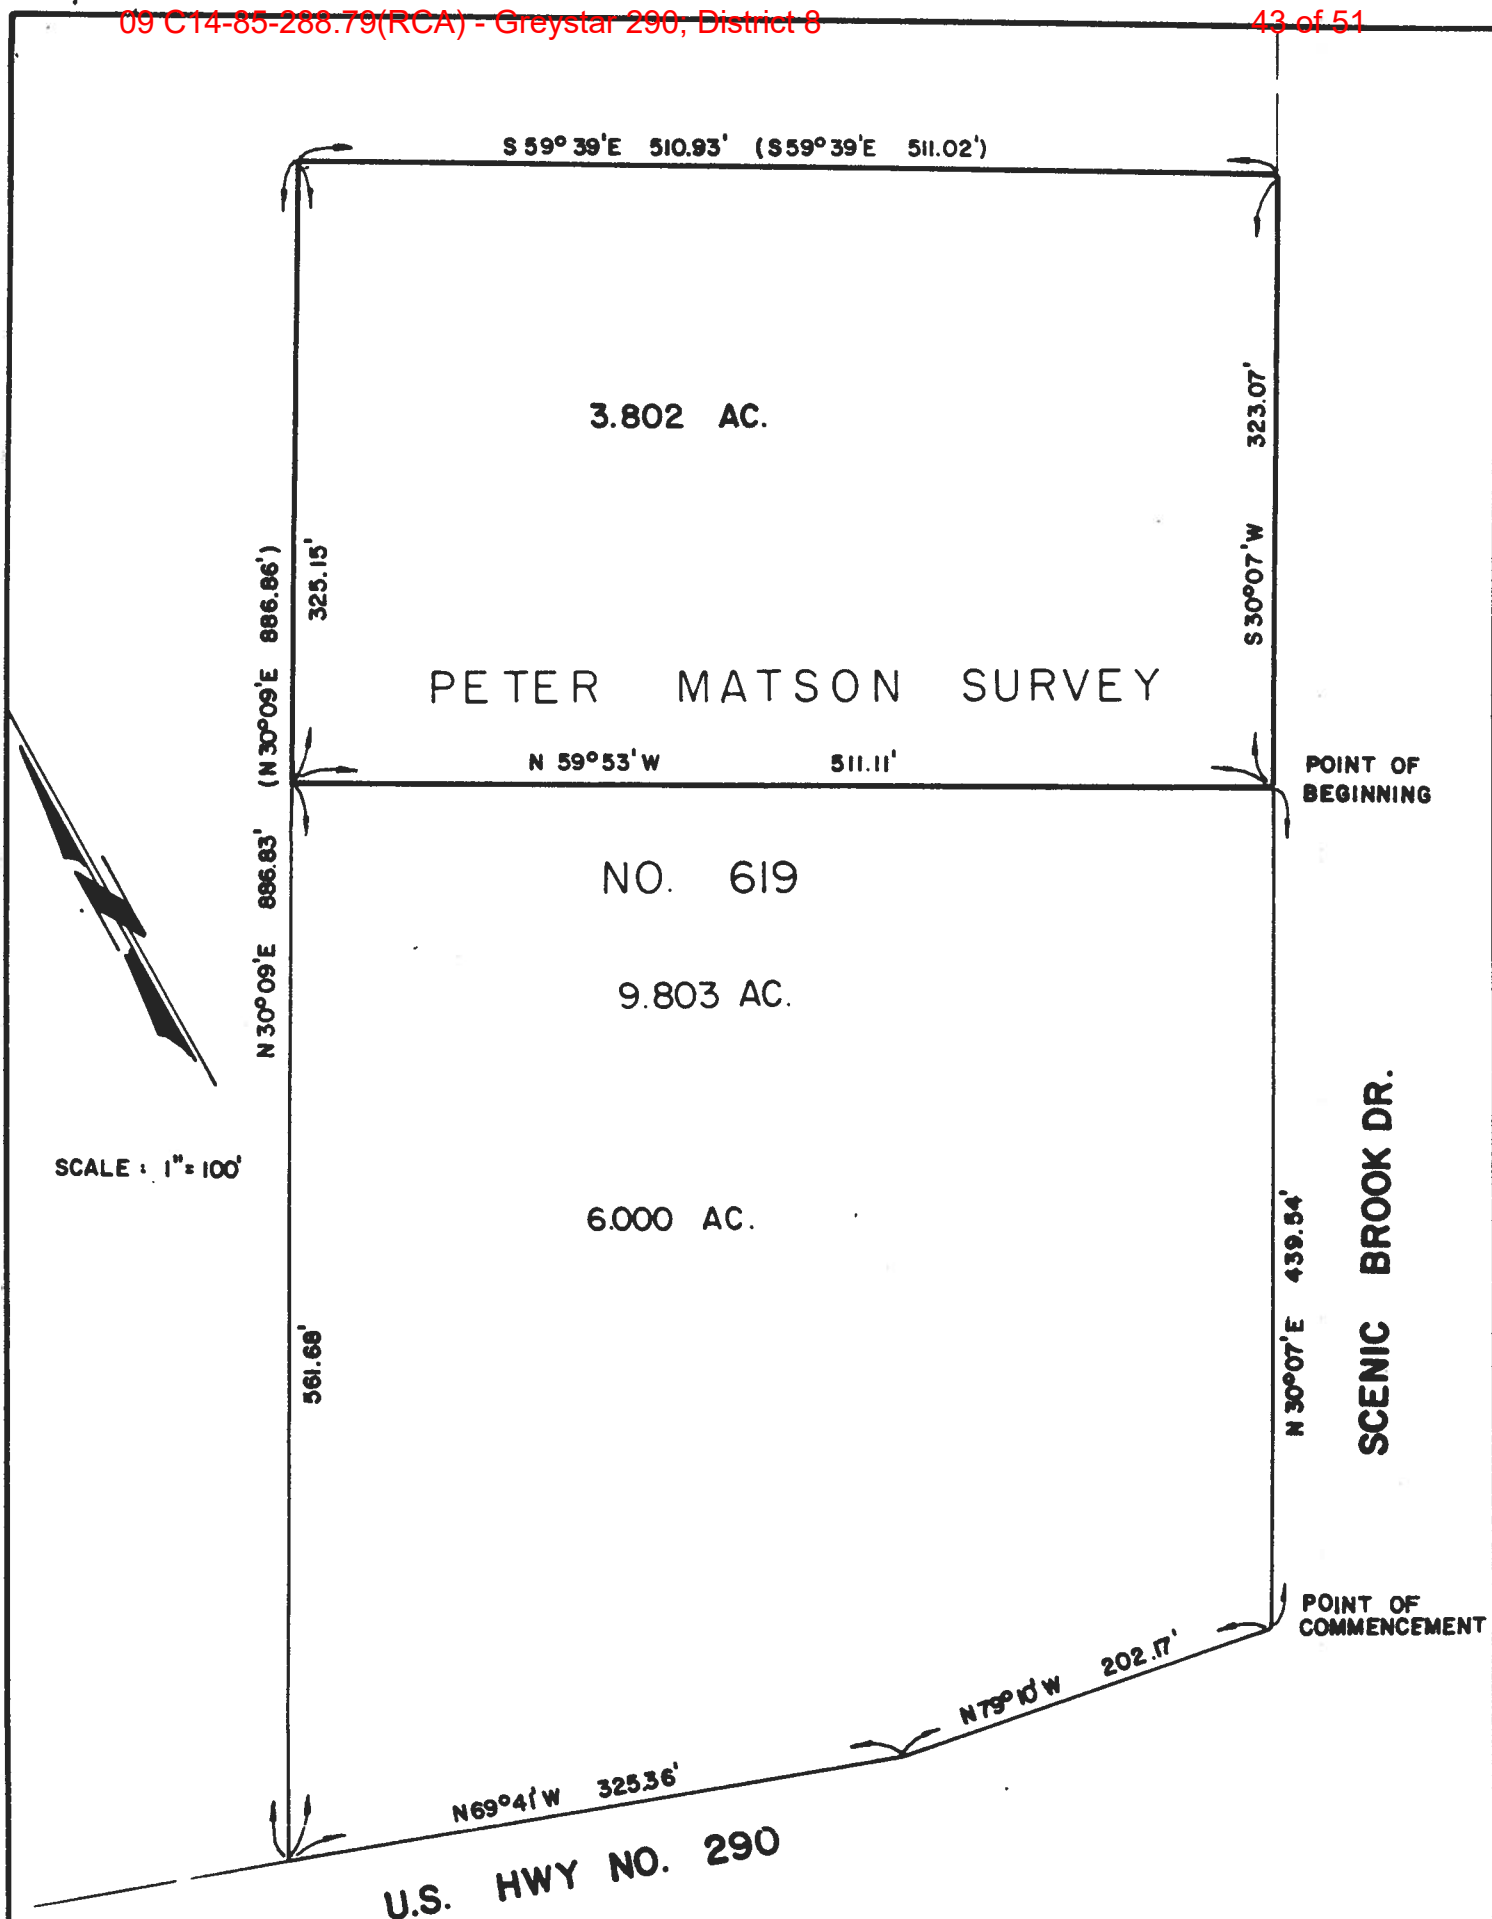 09 C14-85-288.79(RCA) - Greystar 290; District 8 43 of 51
S 59° 39'E 510.93' (S 59° 39'E 511.02')
3.802 AC.
323.07'
S 30°07'W
325.15'
(N 30°09'E 886.86')
PETER MATSON SURVEY
N 59°53'W 511.11'
POINT OF
BEGINNING
N 30°09'E 886.83'
NO. 619
9.803 AC.
SCALE : 1"= 100'
6.000 AC.
SCENIC BROOK DR.
N 30°07'E 439.54'
561.68'
POINT OF
COMMENCEMENT
N 79°10'W 202.17'
N 69°41'W 325.36'
U.S. HWY NO. 290